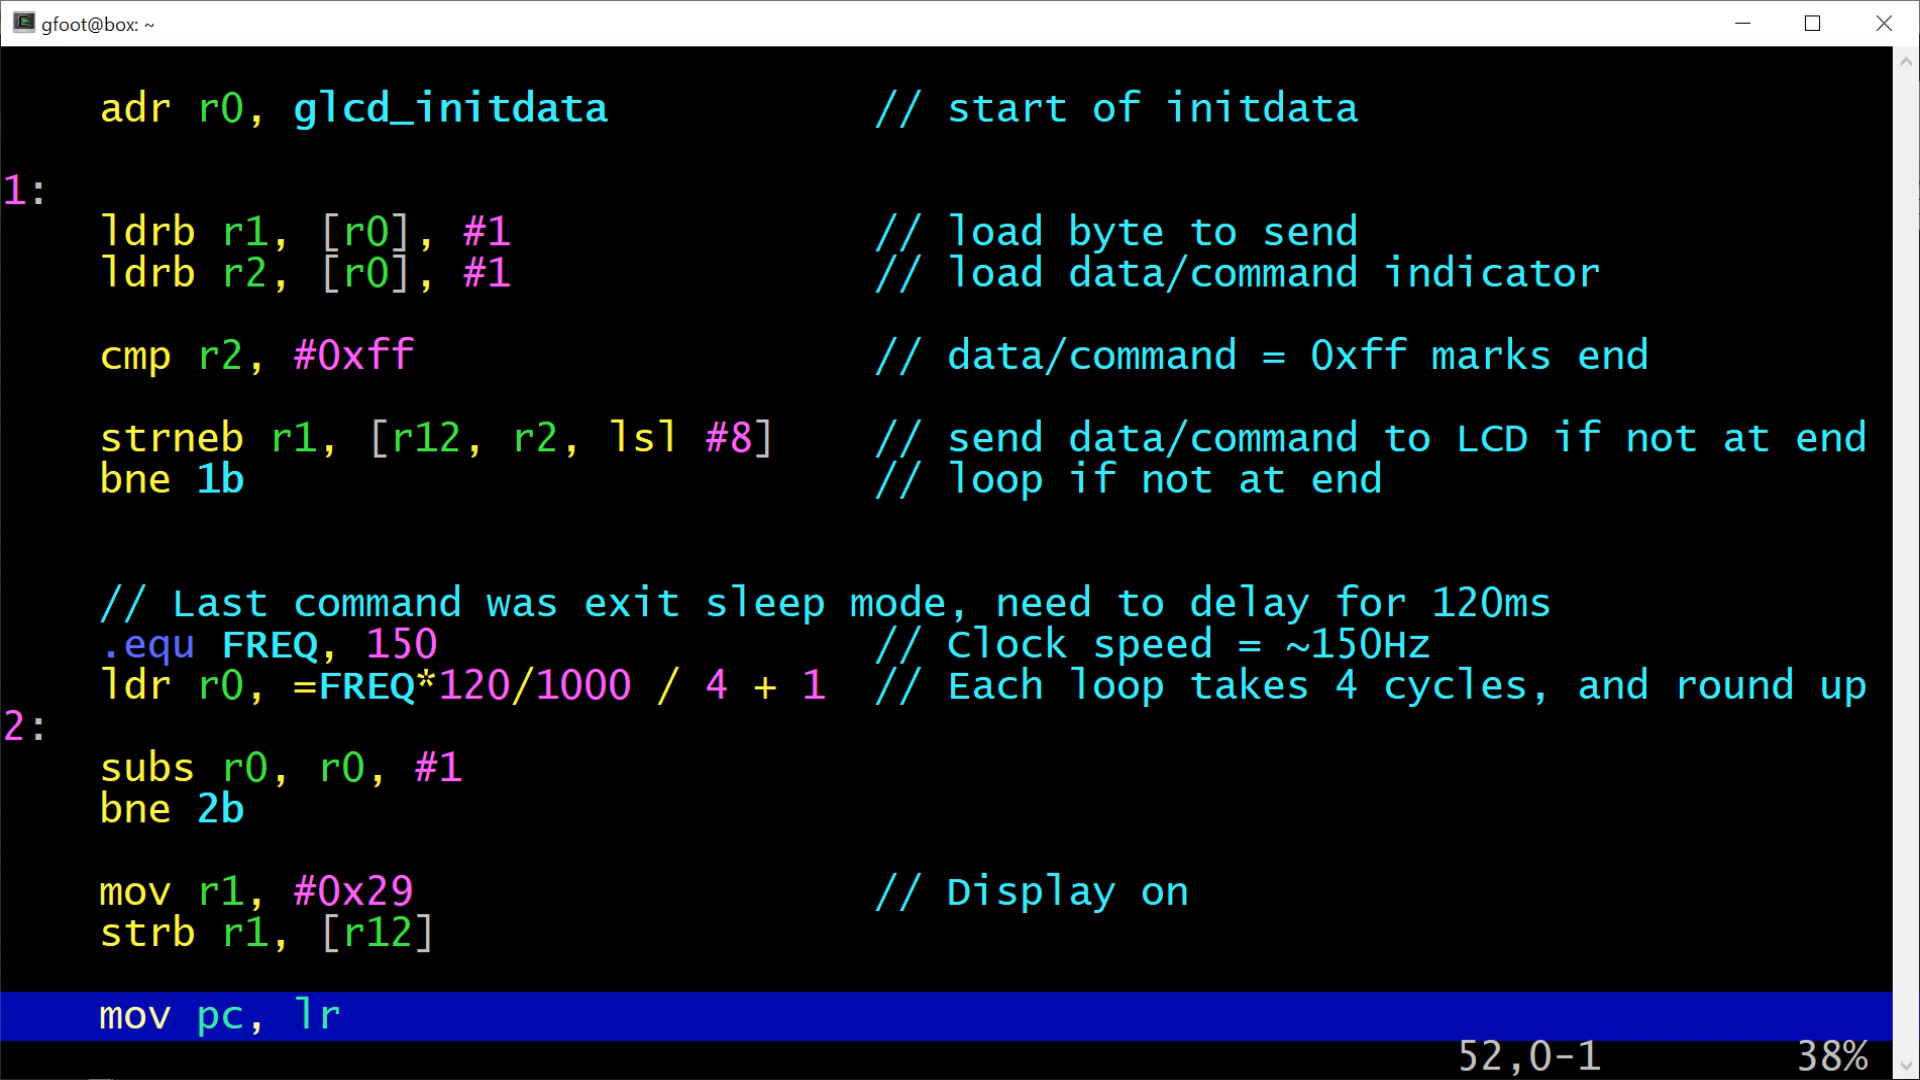 gfoot@box: ~
adr r0, glcd_initdata // start of initdata
1:
ldrb r1, [r0], #1 // load byte to send
ldrb r2, [r0], #1 // load data/command indicator
cmp r2, #0xff // data/command = 0xff marks end
strneb r1, [r12, r2, lsl #8] // send data/command to LCD if not at end
bne 1b // loop if not at end
// Last command was exit sleep mode, need to delay for 120ms
.equ FREQ, 150 // Clock speed = ~150Hz
ldr r0, =FREQ*120/1000 / 4 + 1 // Each loop takes 4 cycles, and round up
2:
subs r0, r0, #1
bne 2b
mov r1, #0x29 // Display on
strb r1, [r12]
mov pc, lr
52,0-1 38%